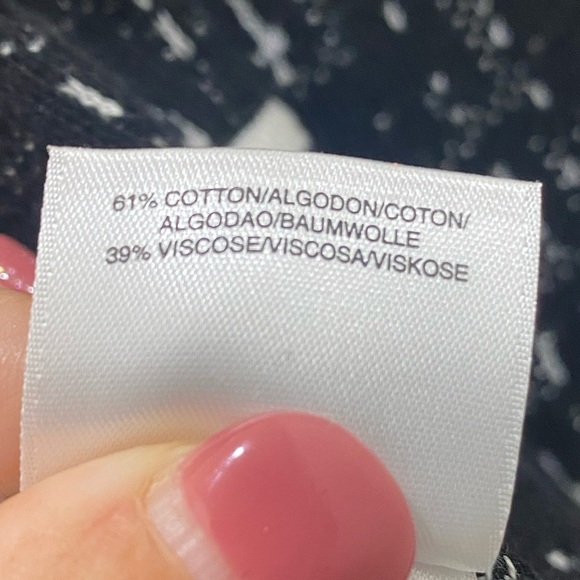 61% COTTON/ALGODON/COTON/
ALGODAO/BAUMWOLLE
39% VISCOSE/VISCOSA/VISKOSE